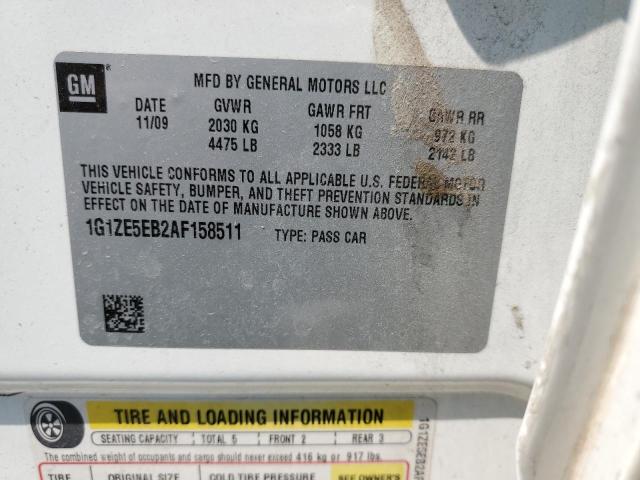 GM
MFD BY GENERAL MOTORS LLC
DATE GVWR GAWR FRT GAWR RR
11/09 2030 KG 1058 KG 972 KG
4475 LB 2333 LB 2142 LB
THIS VEHICLE CONFORMS TO ALL APPLICABLE U.S. FEDERAL MOTOR
VEHICLE SAFETY, BUMPER, AND THEFT PREVENTION STANDARDS IN
EFFECT ON THE DATE OF MANUFACTURE SHOWN ABOVE.
1G1ZE5EB2AF158511 TYPE: PASS CAR
TIRE AND LOADING INFORMATION
SEATING CAPACITY TOTAL 5 FRONT 2 REAR 3
The combined weight of occupants and cargo should never exceed 416 kg or 917 lbs.
TIRE ORIGINAL SIZE COLD TIRE PRESSURE SEE OWNER'S
1G1ZE5EB2AF